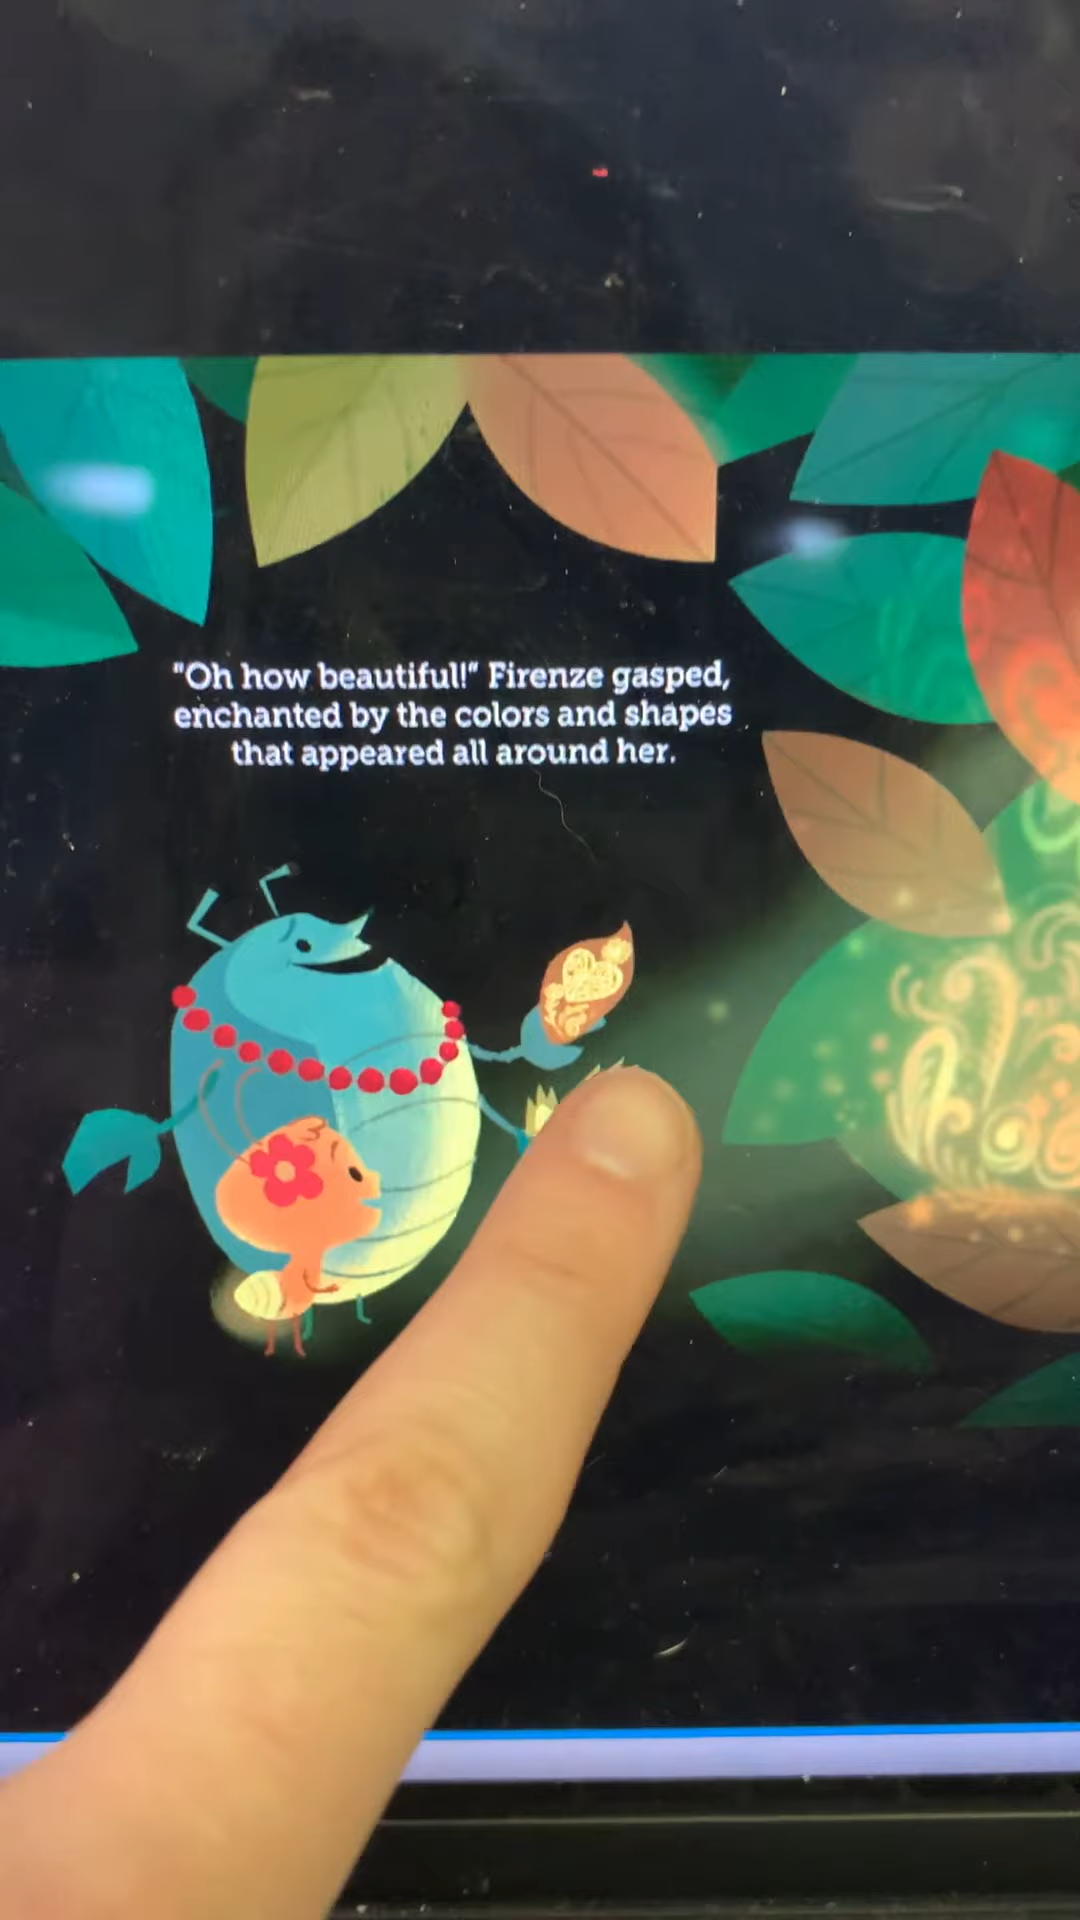 "Oh how beautiful!" Firenze gasped,
enchanted by the colors and shapes
that appeared all around her.